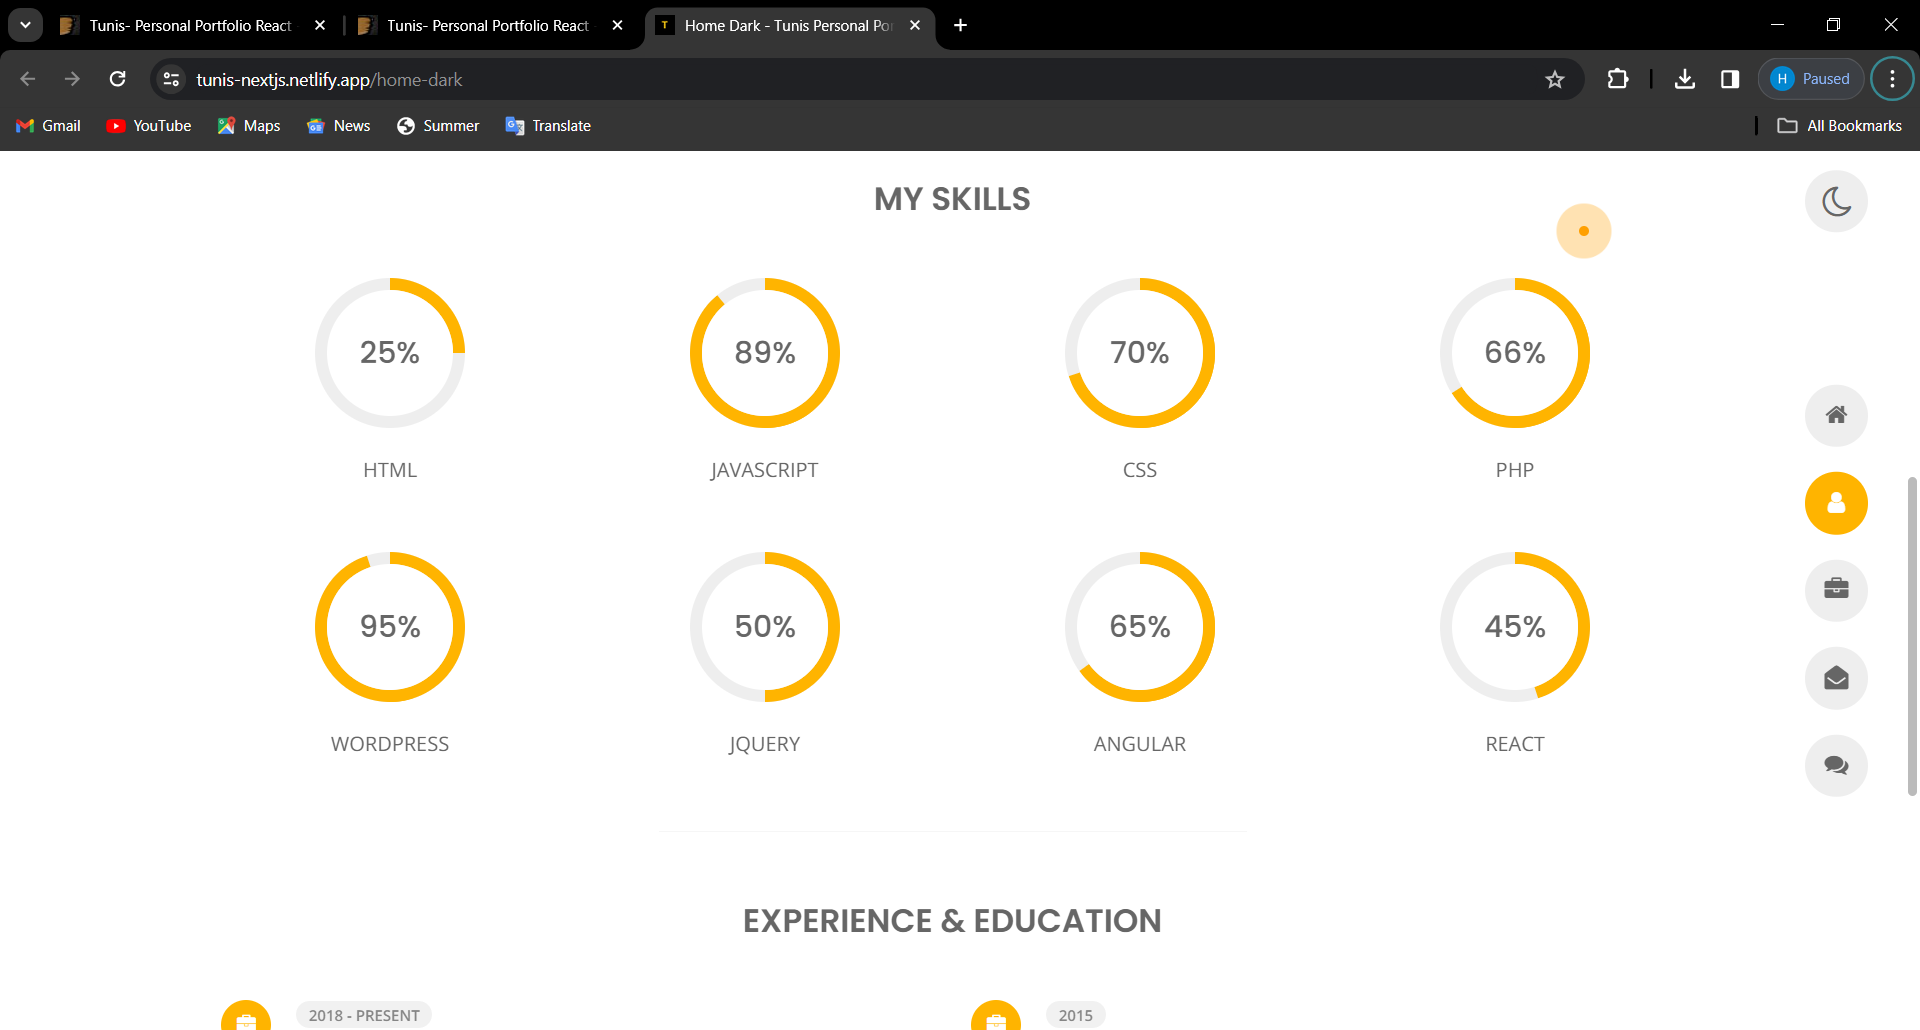 Tunis- Personal Portfolio React
Tunis- Personal Portfolio React
T Home Dark - Tunis Personal Po
tunis-nextjs.netlify.app/home-dark
H Paused
Gmail YouTube Maps News Summer Translate All Bookmarks
MY SKILLS
25% 89% 70% 66%
HTML JAVASCRIPT CSS PHP
95% 50% 65% 45%
WORDPRESS JQUERY ANGULAR REACT
EXPERIENCE & EDUCATION
2018 - PRESENT 2015